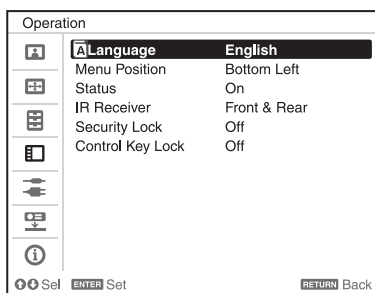 Operation
A Language English
Menu Position Bottom Left
Status On
IR Receiver Front & Rear
Security Lock Off
Control Key Lock Off
Sel ENTER Set RETURN Back